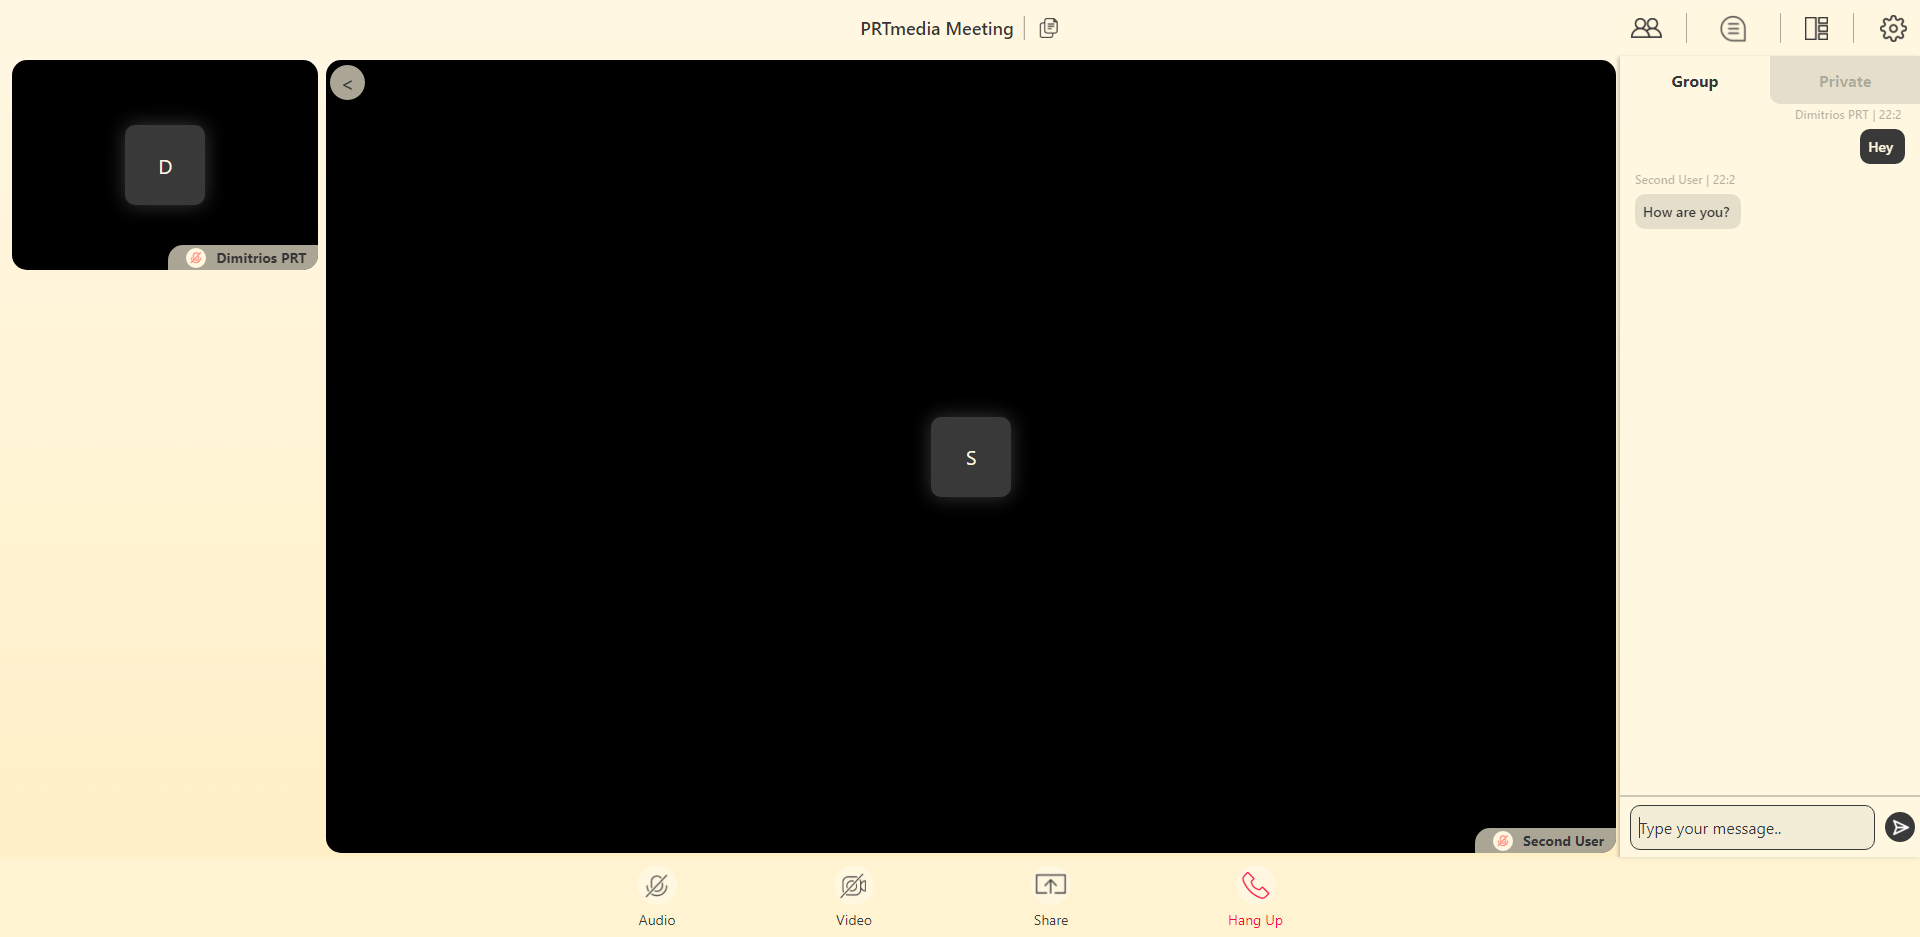 PRTmedia Meeting
D
Dimitrios PRT
<
S
Second User
Group
Private
Dimitrios PRT | 22:2
Hey
Second User | 22:2
How are you?
Type your message..
Audio
Video
Share
Hang Up